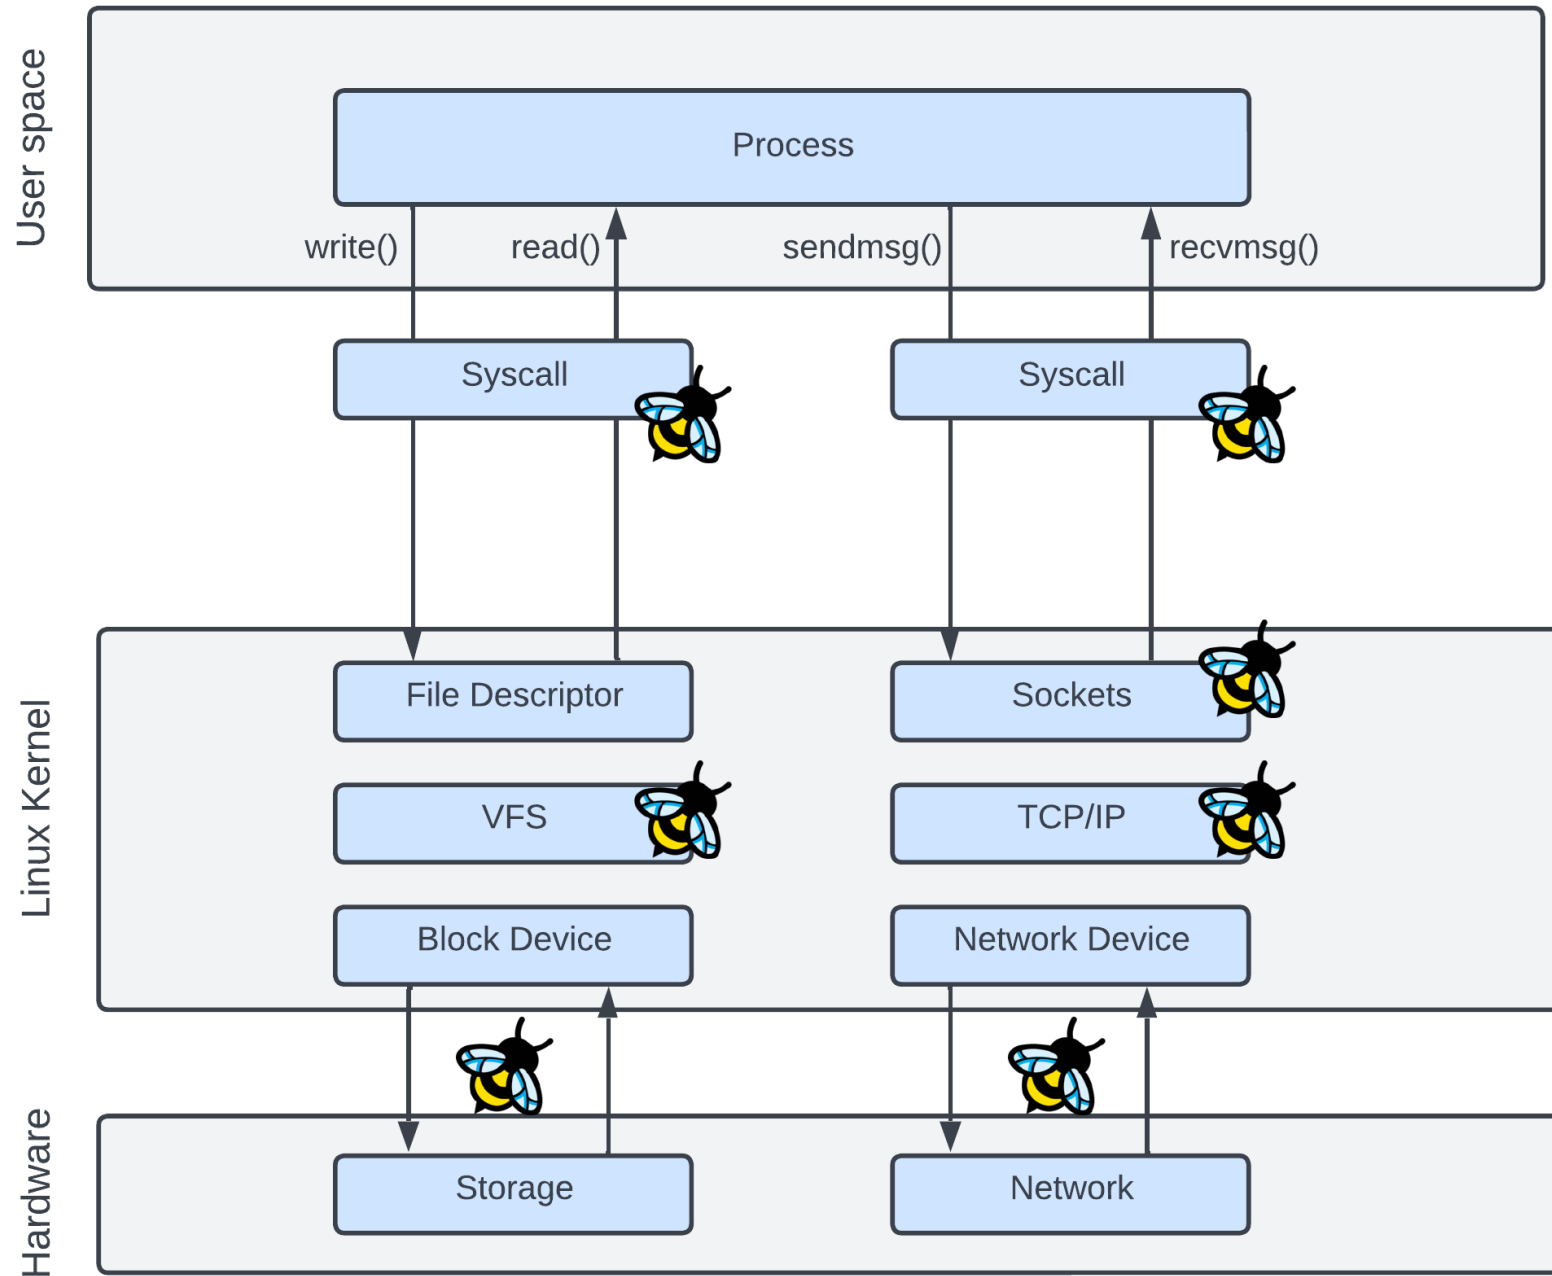 User space
Process
write()
read()
sendmsg()
recvmsg()
Syscall
Syscall
Linux Kernel
File Descriptor
Sockets
VFS
TCP/IP
Block Device
Network Device
Hardware
Storage
Network